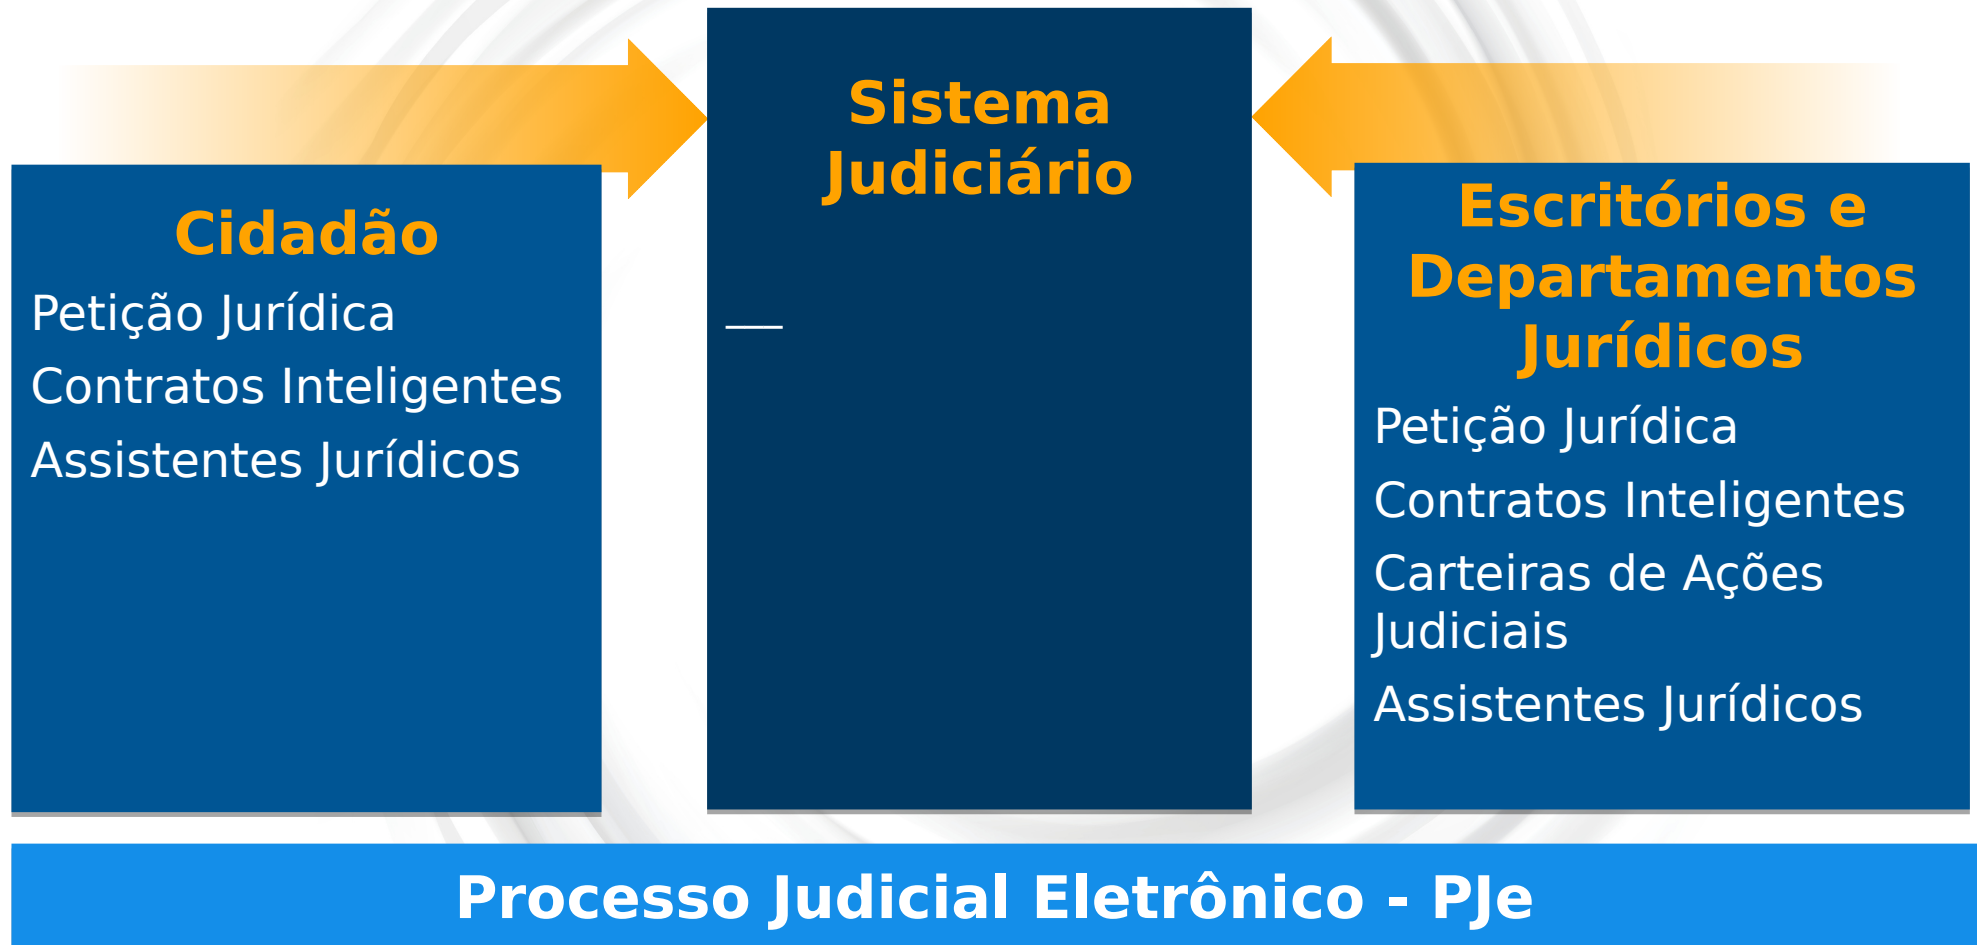 Sistema
Judiciário
___
Cidadão
Petição Jurídica
Contratos Inteligentes
Assistentes Jurídicos
Escritórios e
Departamentos
Jurídicos
Petição Jurídica
Contratos Inteligentes
Carteiras de Ações
Judiciais
Assistentes Jurídicos
Processo Judicial Eletrônico - PJe